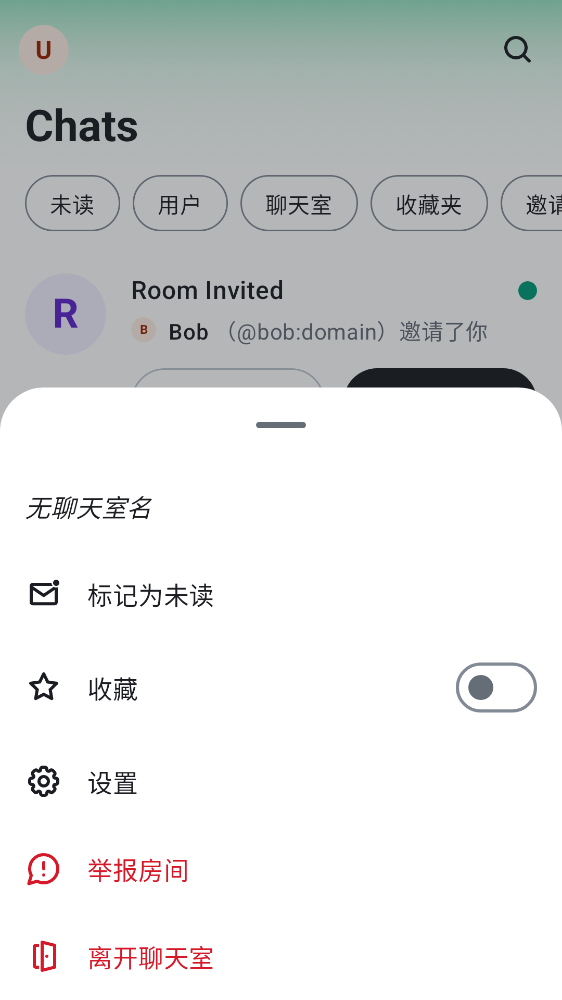 U
Chats
未读
用户
聊天室
收藏夹
邀请
R
Room Invited
B Bob （@bob:domain）邀请了你
无聊天室名
标记为未读
收藏
设置
举报房间
离开聊天室